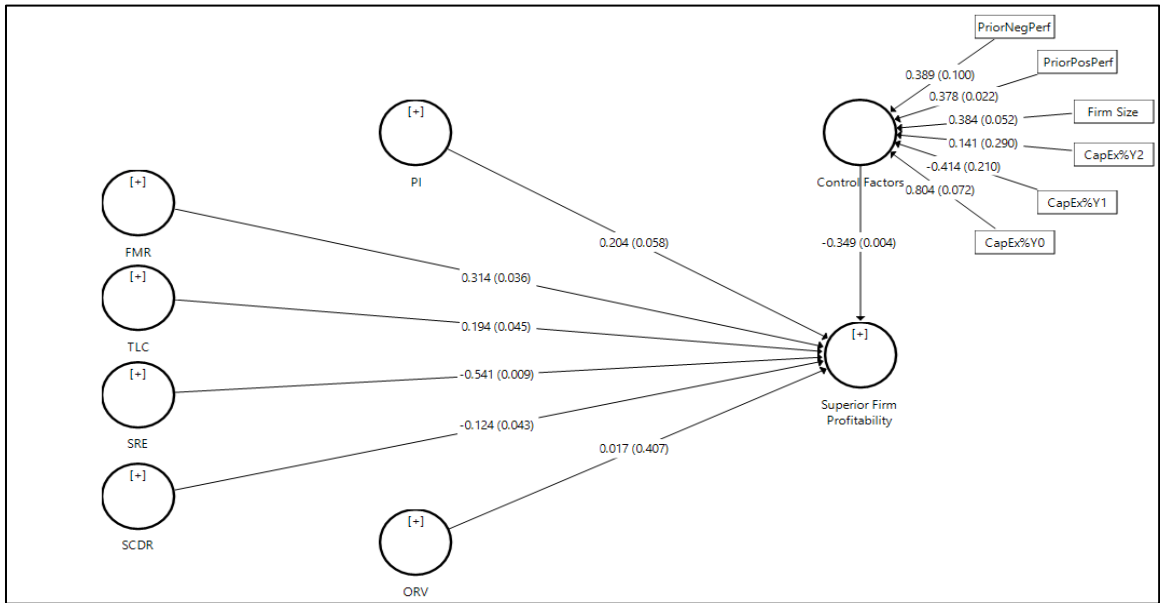 PriorNegPerf
0.389 (0.100)
PriorPosPerf
0.378 (0.022)
[+]
Firm Size
0.384 (0.052)
0.141 (0.290)
CapEx%Y2
[+]
PI
Control Factors
-0.414 (0.210)
0.804 (0.072)
CapEx%Y1
CapEx%Y0
FMR
0.204 (0.058)
-0.349 (0.004)
[+]
0.314 (0.036)
TLC
0.194 (0.045)
[+]
[+]
-0.541 (0.009)
Superior Firm
Profitability
SRE
-0.124 (0.043)
[+]
0.017 (0.407)
SCDR
[+]
ORV